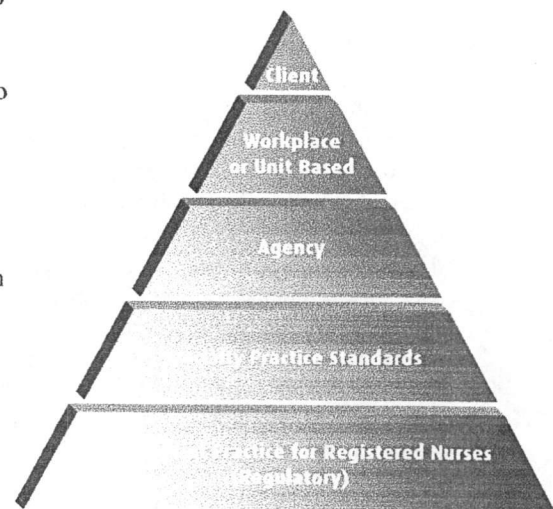 Client
Workplace
or Unit Based
Agency
Practice Standards
Practice for Registered Nurses
(Regulatory)